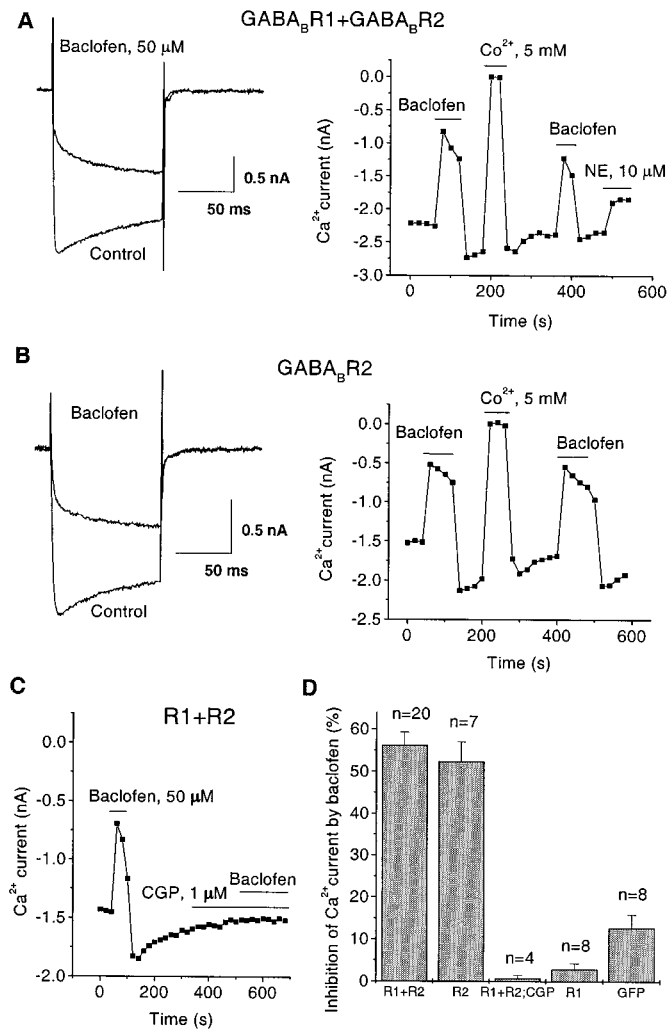 A
GABA_BR1+GABA_BR2
Baclofen, 50 μM
0.5 nA
50 ms
Control
Co²⁺, 5 mM
Baclofen
Baclofen
NE, 10 μM
Ca²⁺ current (nA)
0.0
-0.5
-1.0
-1.5
-2.0
-2.5
-3.0
0 200 400 600
Time (s)
B
GABA_BR2
Baclofen
0.5 nA
50 ms
Control
Co²⁺, 5 mM
Baclofen
Baclofen
Ca²⁺ current (nA)
0.0
-0.5
-1.0
-1.5
-2.0
-2.5
0 200 400 600
Time (s)
C
R1+R2
Baclofen, 50 μM
Baclofen
CGP, 1 μM
Ca²⁺ current (nA)
0.0
-0.5
-1.0
-1.5
-2.0
0 200 400 600
Time (s)
D
Inhibition of Ca²⁺current by baclofen (%)
60
50
40
30
20
10
0
n=20
n=7
n=4
n=8
n=8
R1+R2 R2 R1+R2;CGP R1 GFP